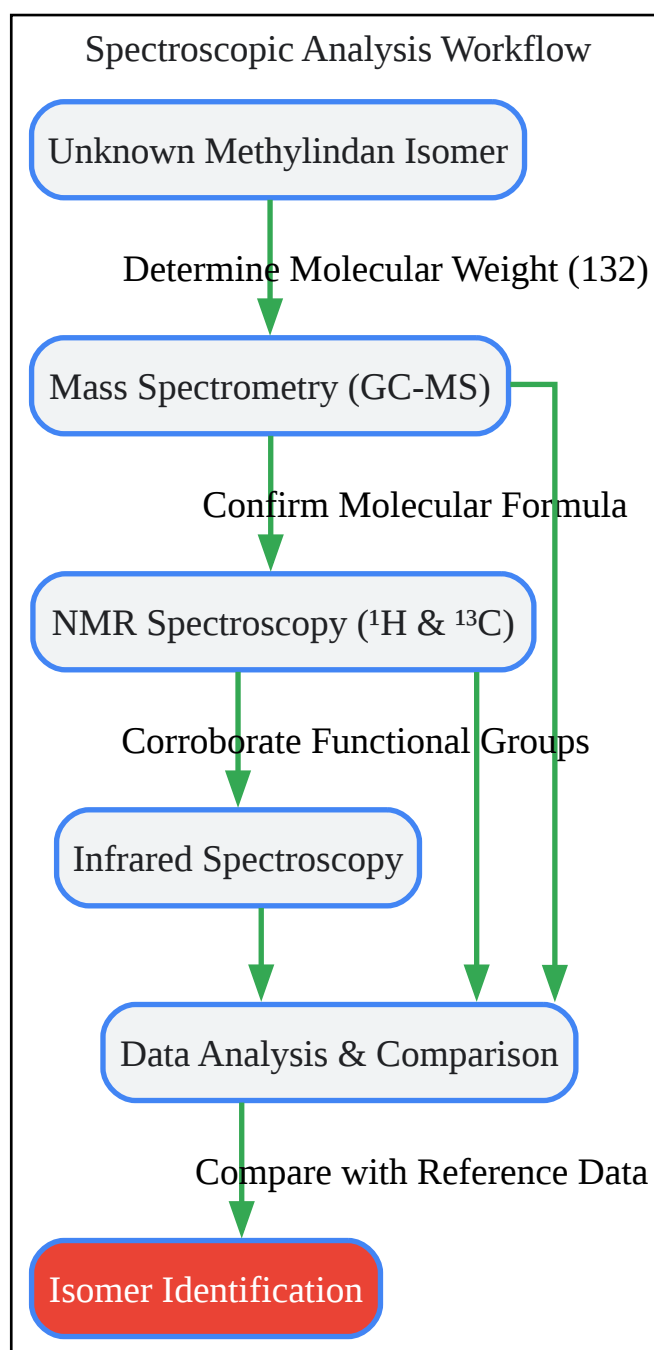 Spectroscopic Analysis Workflow
Unknown Methylindan Isomer
Determine Molecular Weight (132)
Mass Spectrometry (GC-MS)
Confirm Molecular Formula
NMR Spectroscopy (¹H & ¹³C)
Corroborate Functional Groups
Infrared Spectroscopy
Data Analysis & Comparison
Compare with Reference Data
Isomer Identification